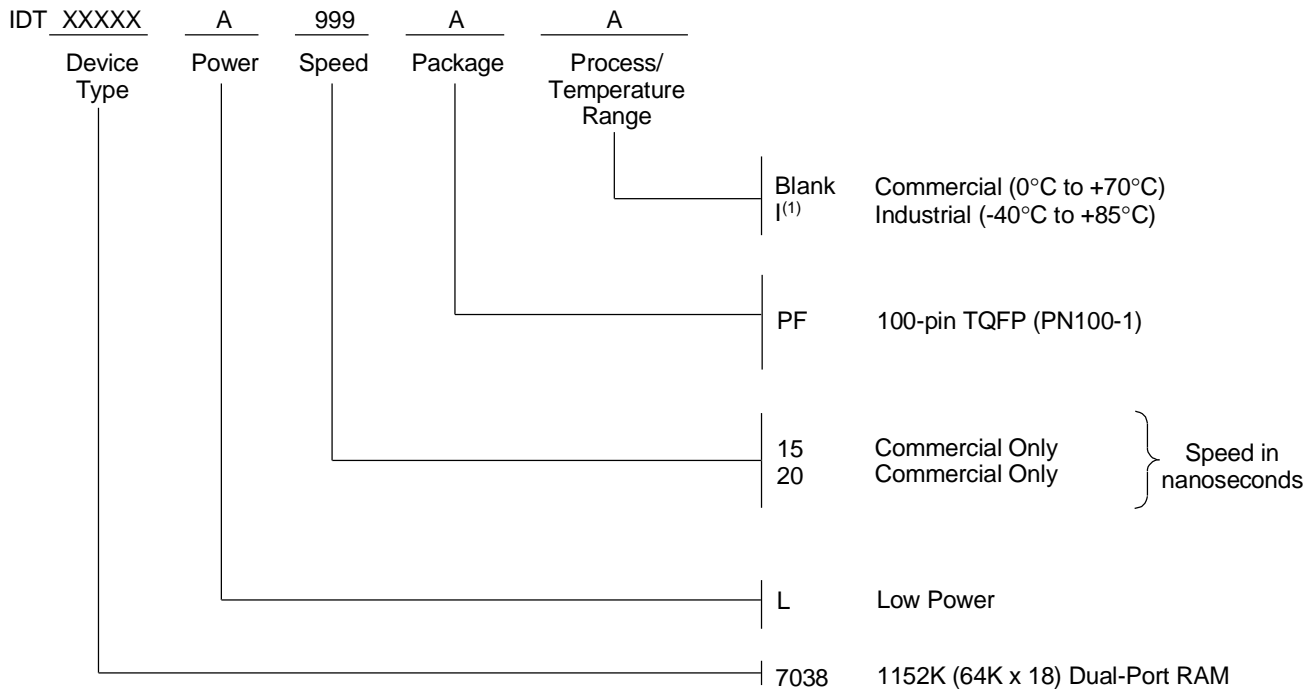 IDT XXXXX A 999 A A
Device Type Power Speed Package Process/ Temperature Range
Blank Commercial (0°C to +70°C)
I(1) Industrial (-40°C to +85°C)
PF 100-pin TQFP (PN100-1)
15 Commercial Only
20 Commercial Only
Speed in
nanoseconds
L Low Power
7038 1152K (64K x 18) Dual-Port RAM